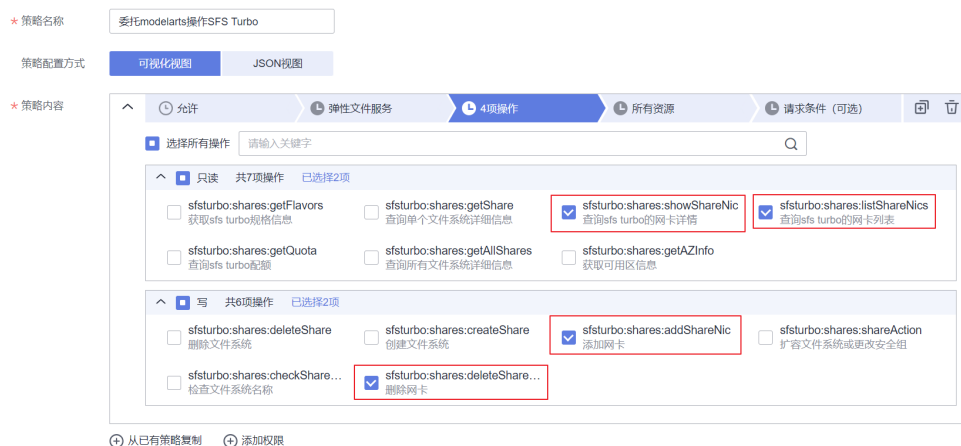 * 策略名称 委托modelarts操作SFS Turbo
策略配置方式 可视化视图 JSON视图
* 策略内容 允许 弹性文件服务 4项操作 所有资源 请求条件（可选）
选择所有操作 请输入关键字
只读 共7项操作 已选择2项
sfsturbo:shares:getFlavors sfsturbo:shares:getShare sfsturbo:shares:showShareNic sfsturbo:shares:listShareNics
获取sfs turbo规格信息 查询单个文件系统详细信息 查询sfs turbo的网卡详情 查询sfs turbo的网卡列表
sfsturbo:shares:getQuota sfsturbo:shares:getAllShares sfsturbo:shares:getAZInfo
查询sfs turbo配额 查询所有文件系统详细信息 获取可用区信息
写 共6项操作 已选择2项
sfsturbo:shares:deleteShare sfsturbo:shares:createShare sfsturbo:shares:addShareNic sfsturbo:shares:shareAction
删除文件系统 创建文件系统 添加网卡 扩容文件系统或更改安全组
sfsturbo:shares:checkShare... sfsturbo:shares:deleteShare...
检查文件系统名称 删除网卡
从已有策略复制 添加权限